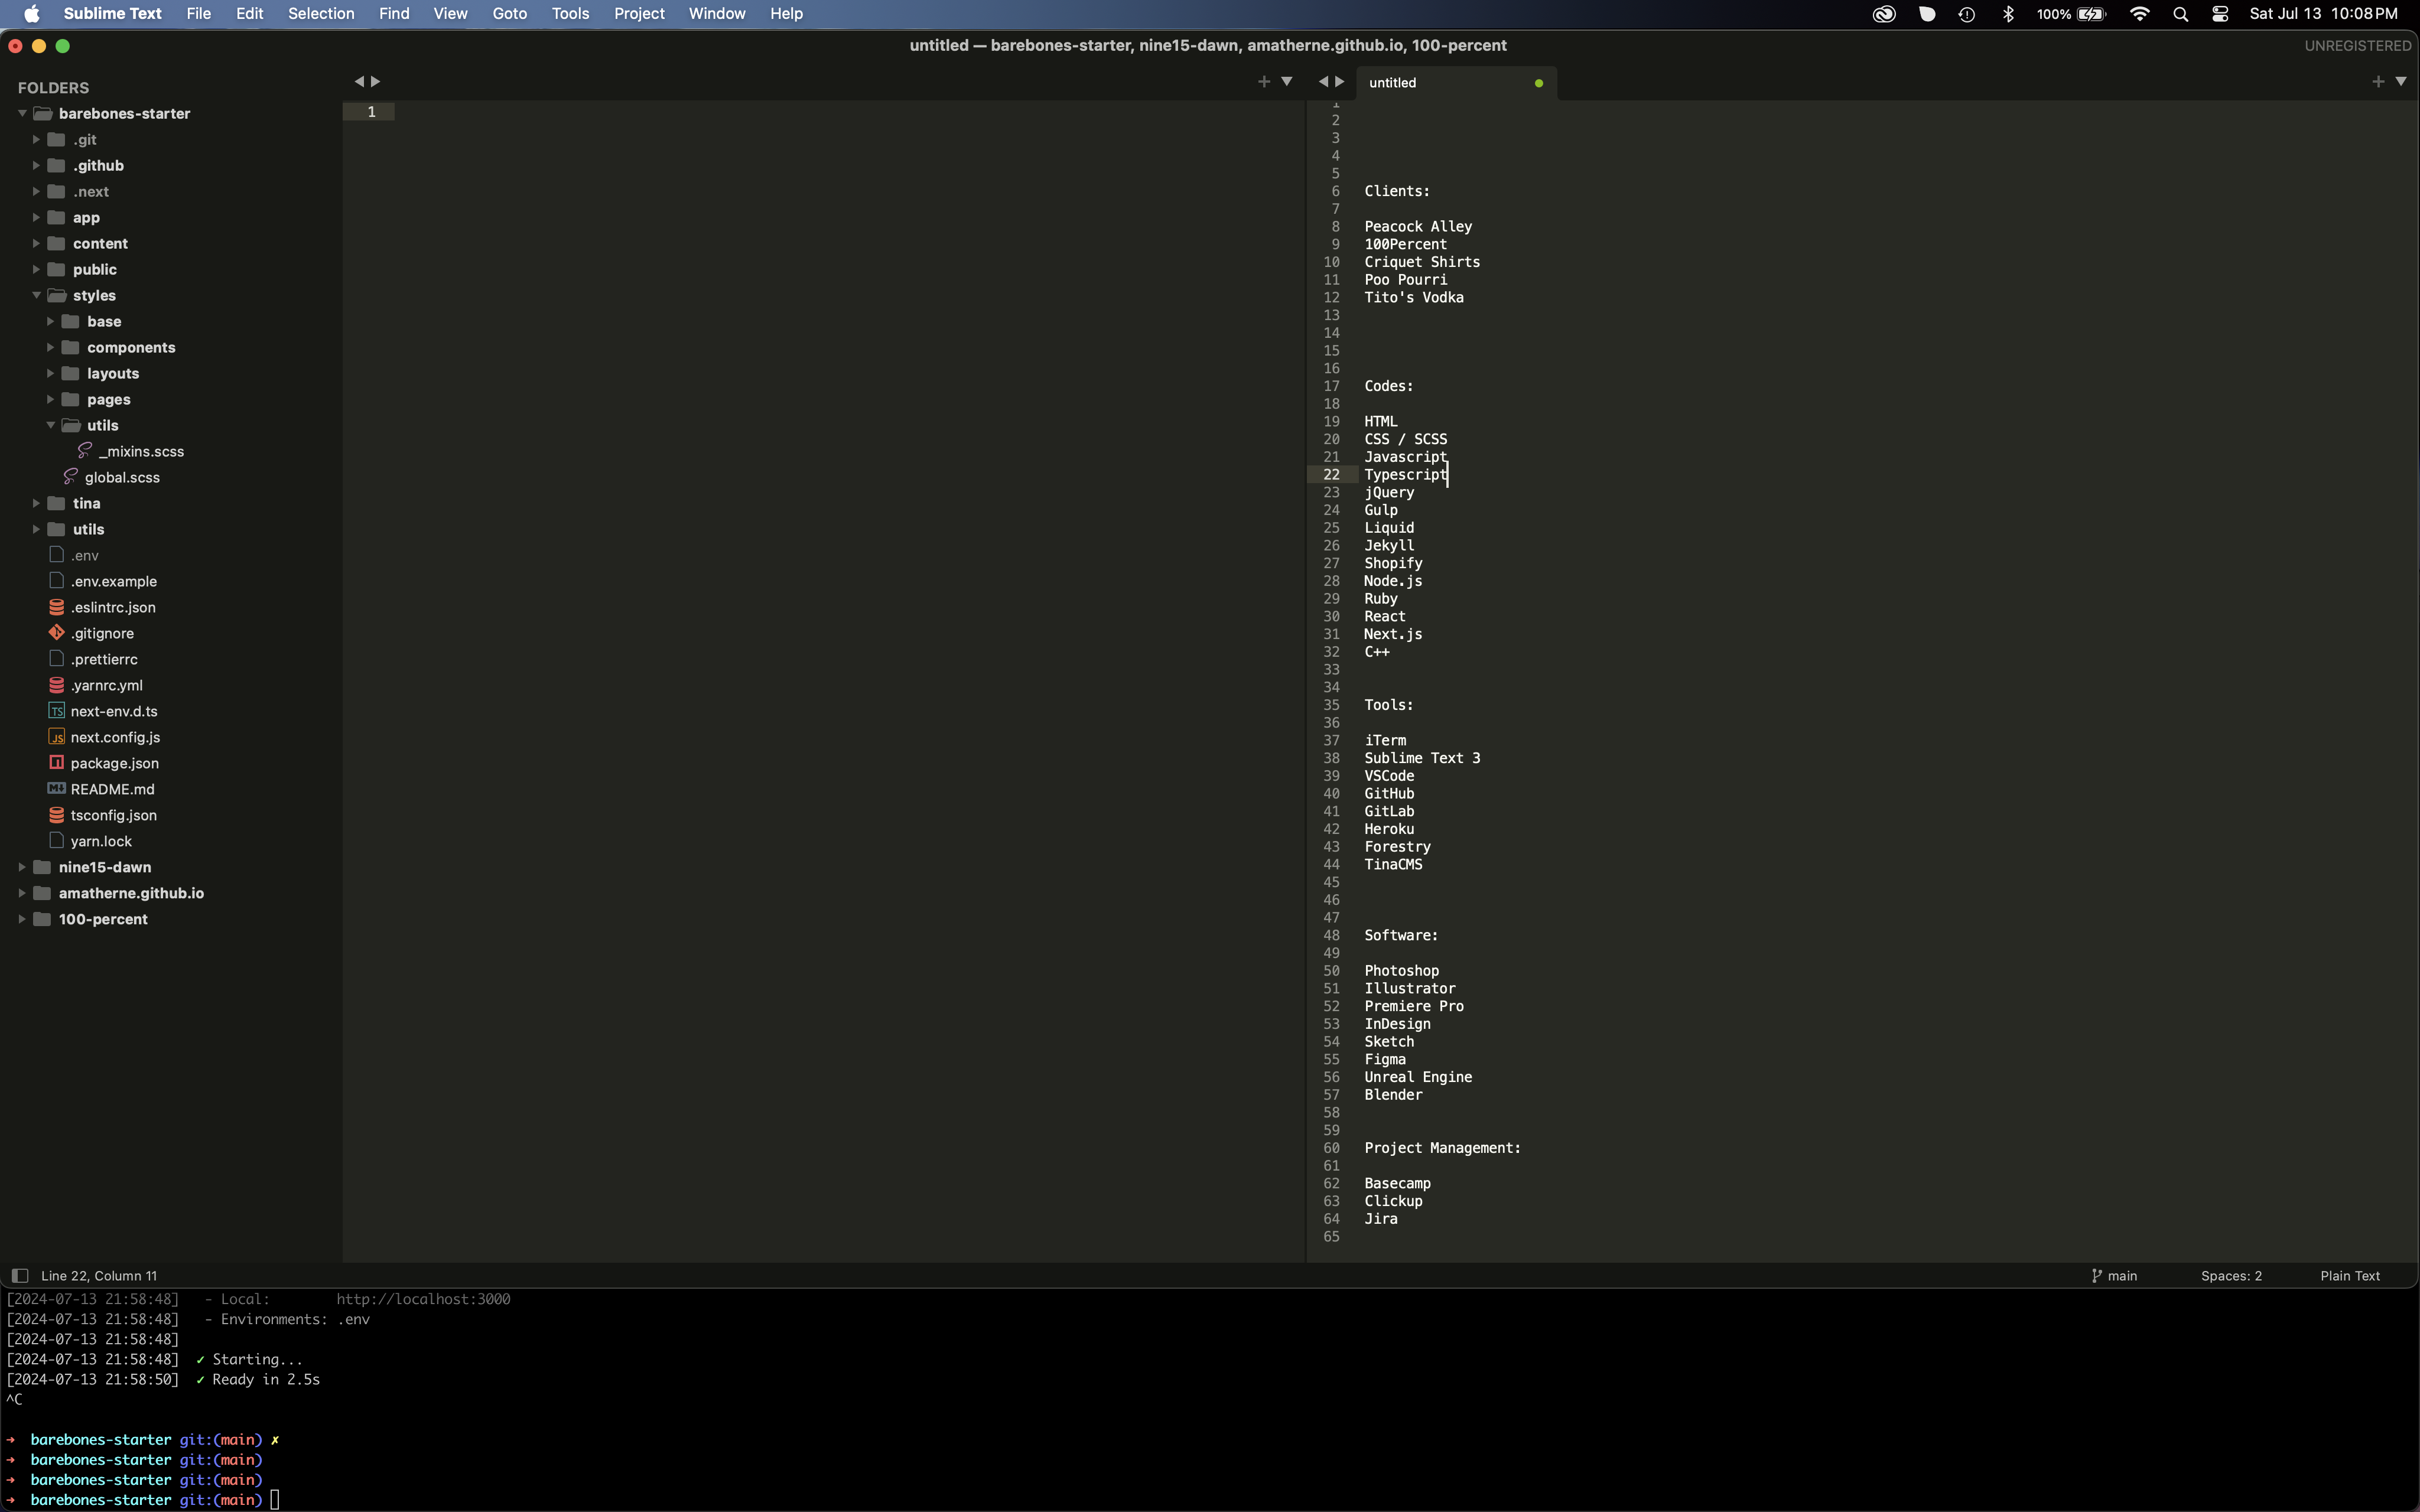 Sublime Text File Edit Selection Find View Goto Tools Project Window Help 100% Sat Jul 13 10:08 PM
untitled — barebones-starter, nine15-dawn, amatherne.github.io, 100-percent UNREGISTERED
FOLDERS
barebones-starter
.git
.github
.next
app
content
public
styles
base
components
layouts
pages
utils
_mixins.scss
global.scss
tina
utils
.env
.env.example
.eslintrc.json
.gitignore
.prettierrc
.yarnrc.yml
TS next-env.d.ts
JS next.config.js
package.json
README.md
tsconfig.json
yarn.lock
nine15-dawn
amatherne.github.io
100-percent
1
untitled
1
2
3
4
5
6 Clients:
7
8 Peacock Alley
9 100Percent
10 Criquet Shirts
11 Poo Pourri
12 Tito's Vodka
13
14
15
16
17 Codes:
18
19 HTML
20 CSS / SCSS
21 Javascript
22 Typescript
23 jQuery
24 Gulp
25 Liquid
26 Jekyll
27 Shopify
28 Node.js
29 Ruby
30 React
31 Next.js
32 C++
33
34
35 Tools:
36
37 iTerm
38 Sublime Text 3
39 VSCode
40 GitHub
41 GitLab
42 Heroku
43 Forestry
44 TinaCMS
45
46
47
48 Software:
49
50 Photoshop
51 Illustrator
52 Premiere Pro
53 InDesign
54 Sketch
55 Figma
56 Unreal Engine
57 Blender
58
59
60 Project Management:
61
62 Basecamp
63 Clickup
64 Jira
65
Line 22, Column 11 main Spaces: 2 Plain Text
[2024-07-13 21:58:48] - Local: http://localhost:3000
[2024-07-13 21:58:48] - Environments: .env
[2024-07-13 21:58:48]
[2024-07-13 21:58:48] ✓ Starting...
[2024-07-13 21:58:50] ✓ Ready in 2.5s
^C
➜ barebones-starter git:(main) ✗
➜ barebones-starter git:(main)
➜ barebones-starter git:(main)
➜ barebones-starter git:(main)